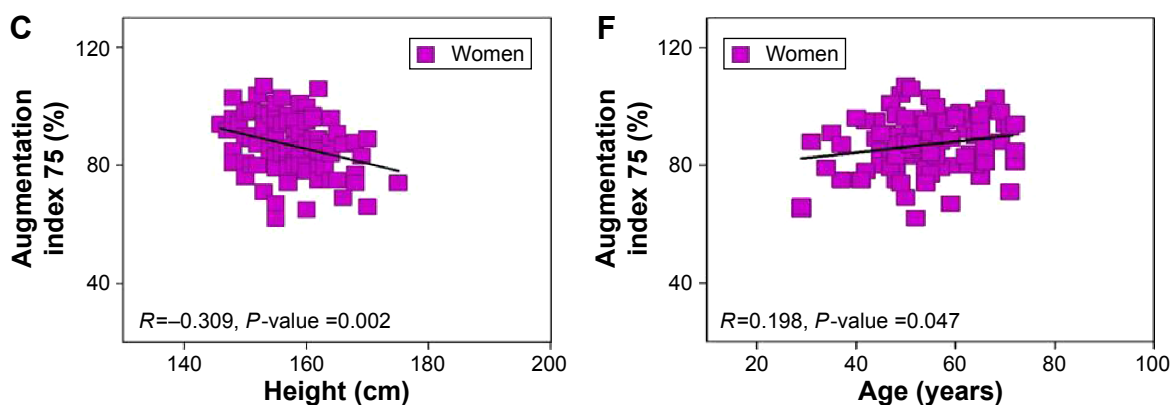 C
Augmentation
index 75 (%)
120
80
40
Women
R=–0.309, P-value =0.002
140
160
180
200
Height (cm)
F
Augmentation
index 75 (%)
120
80
40
Women
R=0.198, P-value =0.047
20
40
60
80
100
Age (years)